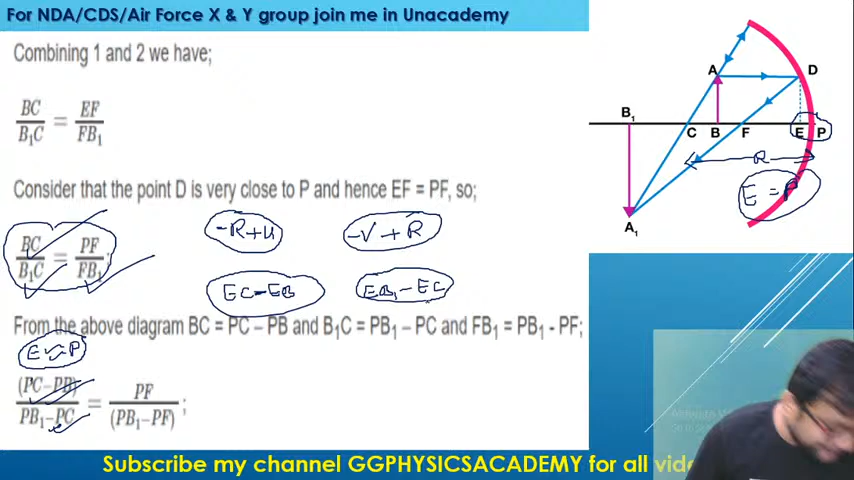 For NDA/CDS/Air Force X & Y group join me in Unacademy
Combining 1 and 2 we have;
BC/B₁C = EF/FB₁
Consider that the point D is very close to P and hence EF = PF, so;
BC/B₁C = PF/FB₁;
-R+u
-V+R
EC-EB
EB₁-EC
From the above diagram BC = PC – PB and B₁C = PB₁ – PC and FB₁ = PB₁ - PF;
E≈P
(PC–PB)/PB₁–PC = PF/(PB₁–PF);
A
D
B₁
C
B
F
E
P
R
E = P
A₁
Subscribe my channel GGPHYSICSACADEMY for all vide